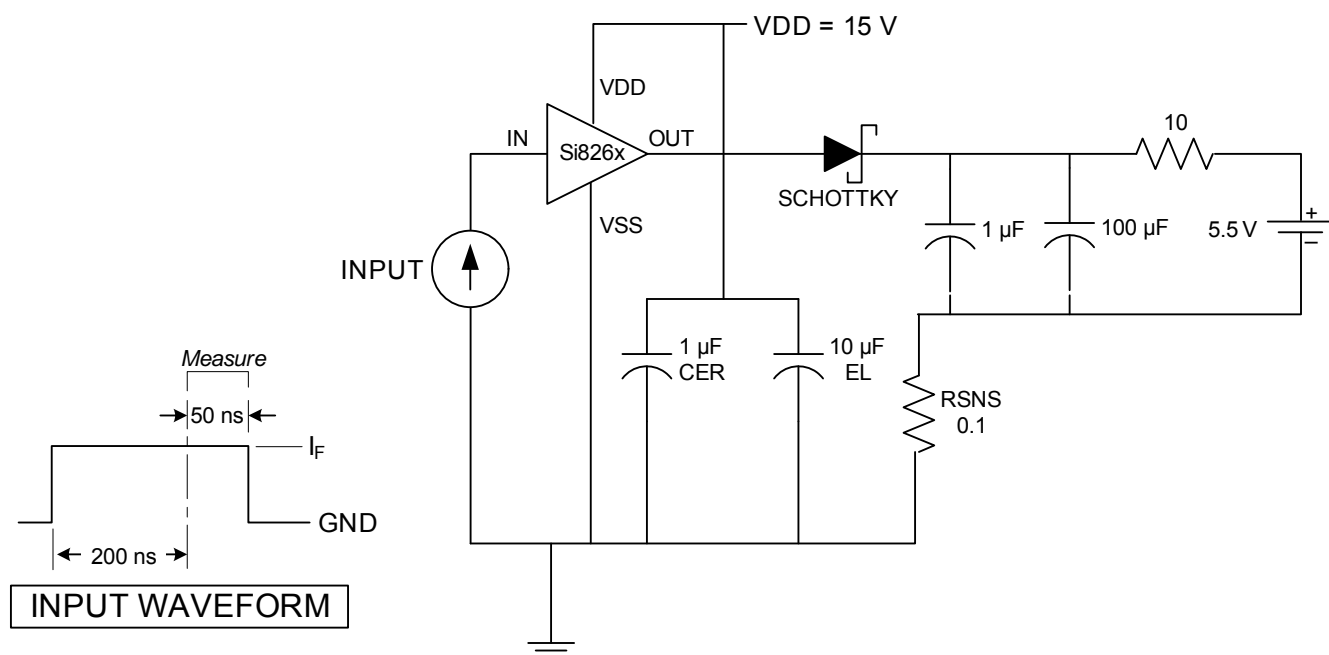 VDD = 15 V
VDD
10
IN
OUT
Si826x
SCHOTTKY
VSS
1 µF
100 µF
5.5 V
+
–
INPUT
Measure
1 µF
CER
10 µF
EL
50 ns
RSNS
0.1
IF
GND
200 ns
INPUT WAVEFORM